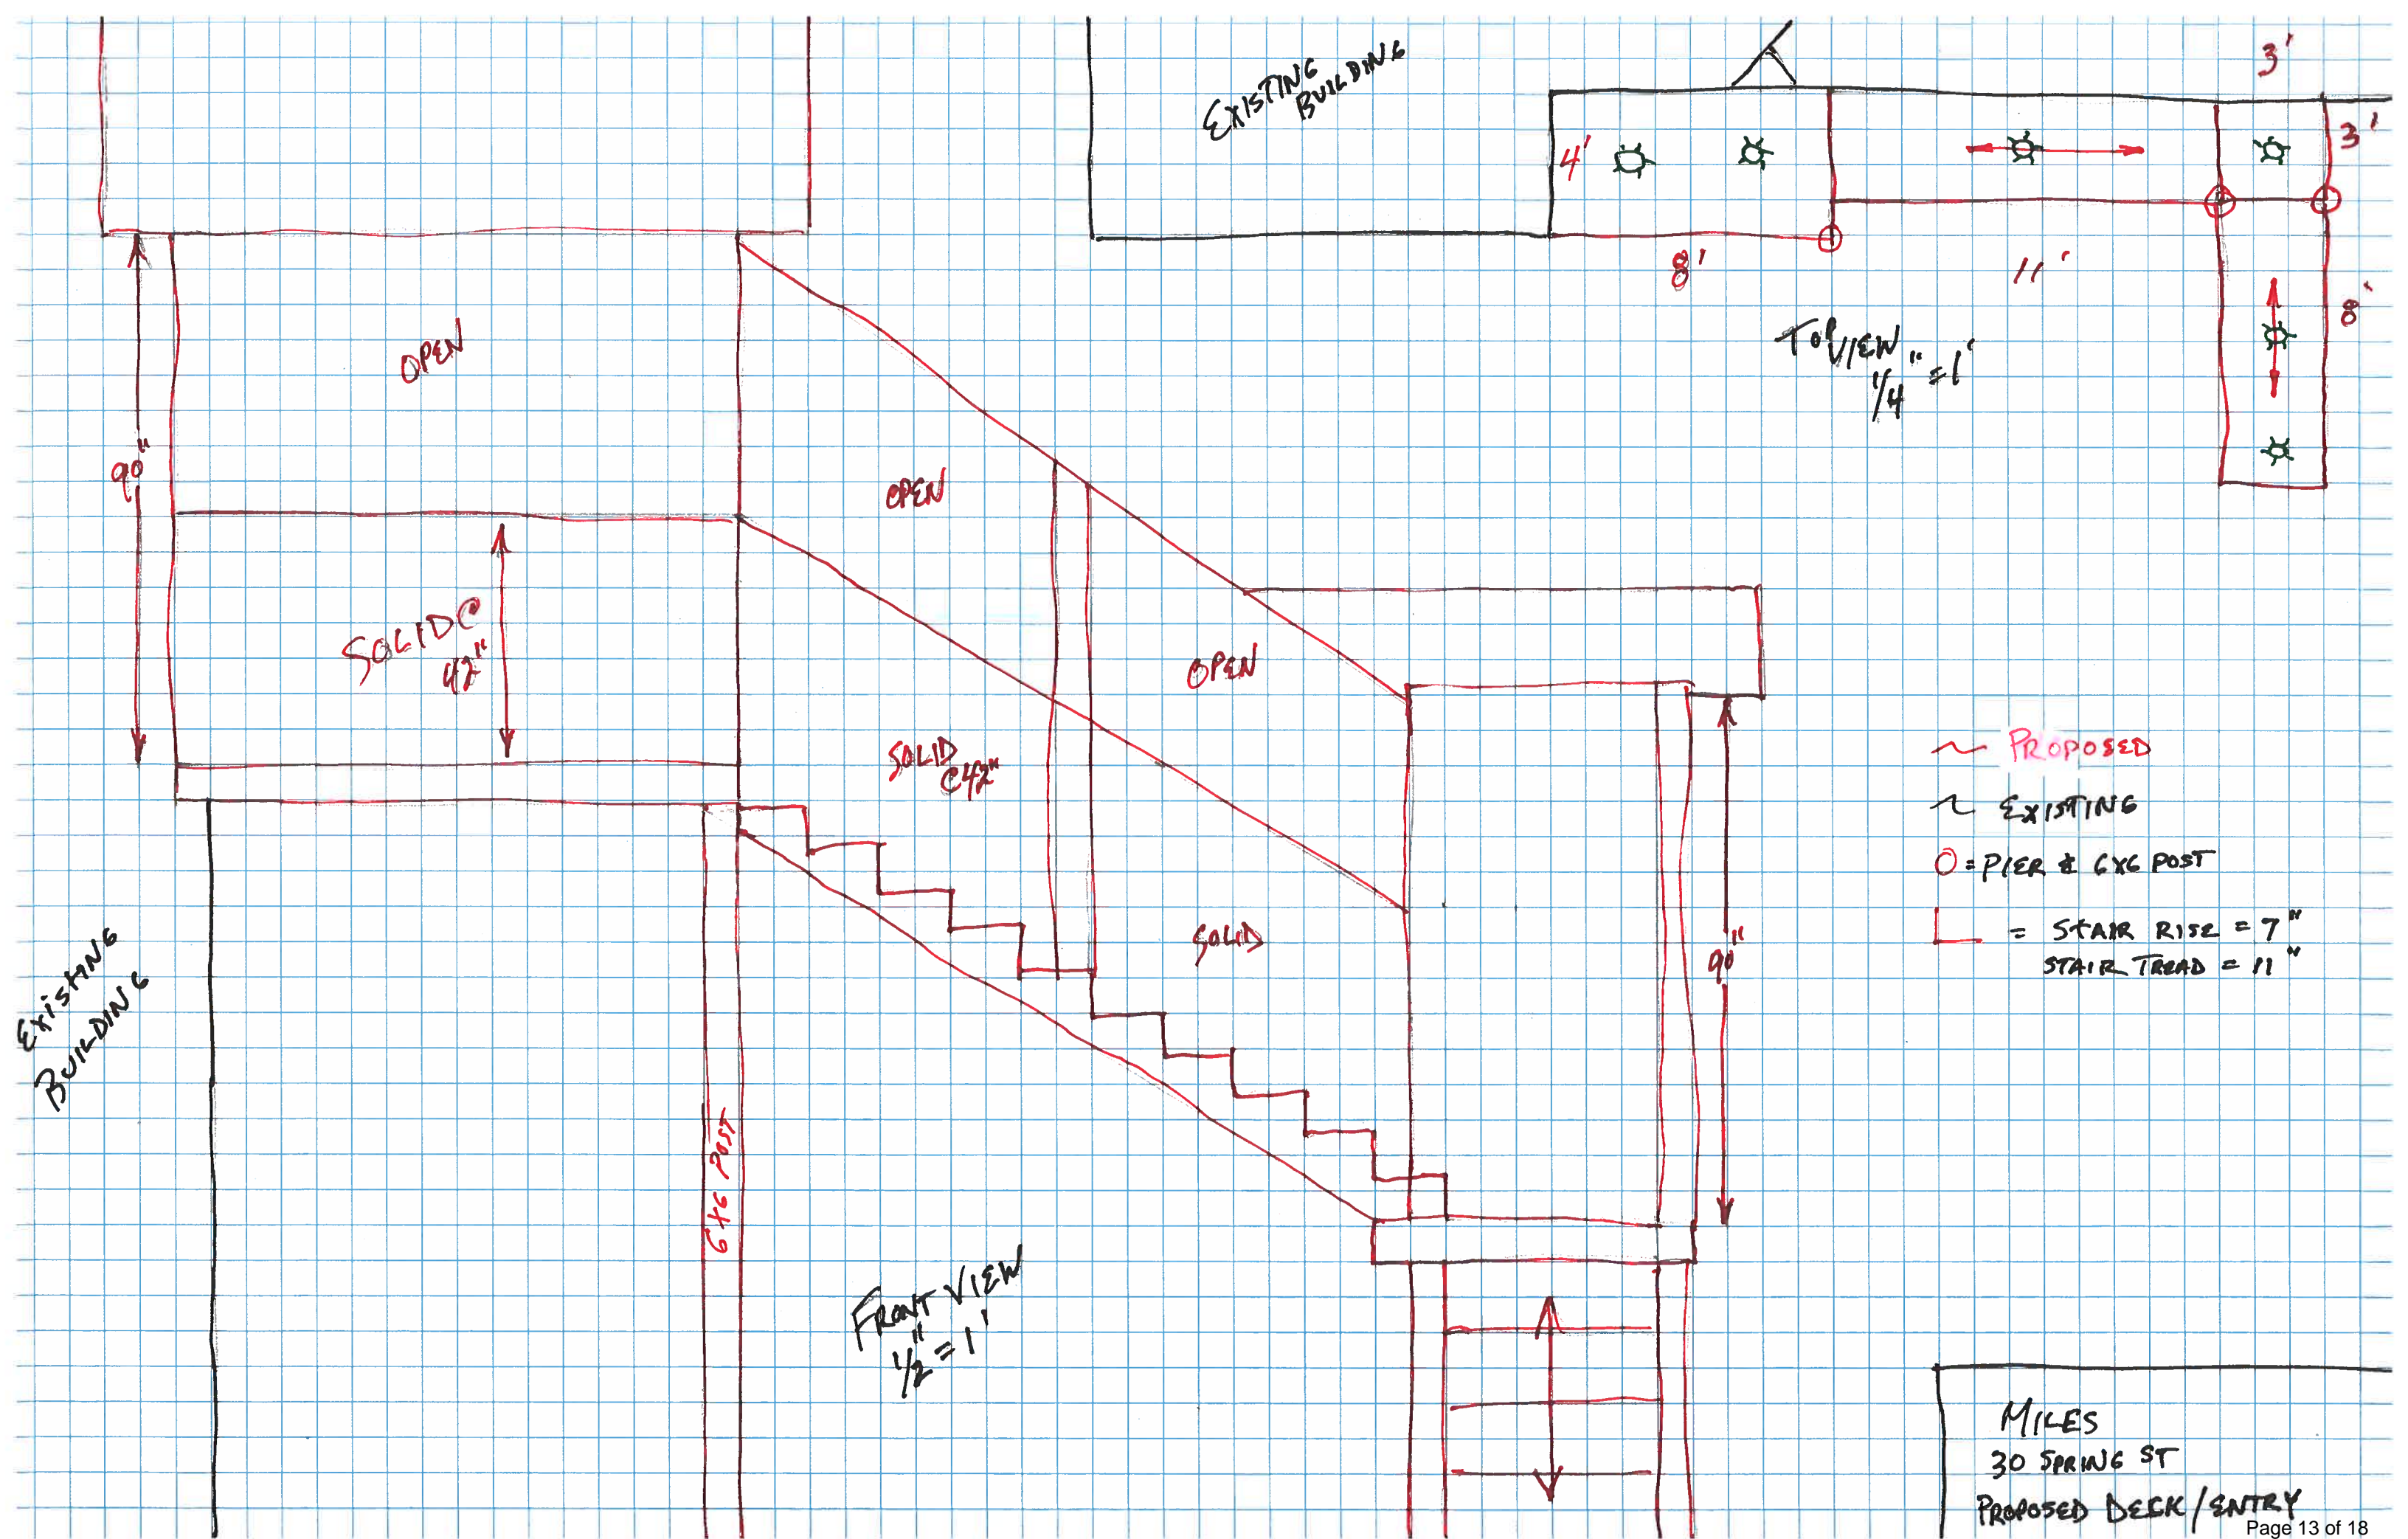 EXISTING
BUILDING
3'
4'
3'
8'
11'
8'
TOP VIEW
1/4" = 1'
OPEN
90"
OPEN
SOLID @
42"
OPEN
SOLID
@42"
SOLID
90"
PROPOSED
EXISTING
O = PIER & 6X6 POST
= STAIR RISE = 7"
STAIR TREAD = 11"
EXISTING
BUILDING
6X6 POST
FRONT VIEW
1/2" = 1'
MILES
30 SPRING ST
PROPOSED DECK/ENTRY
Page 13 of 18